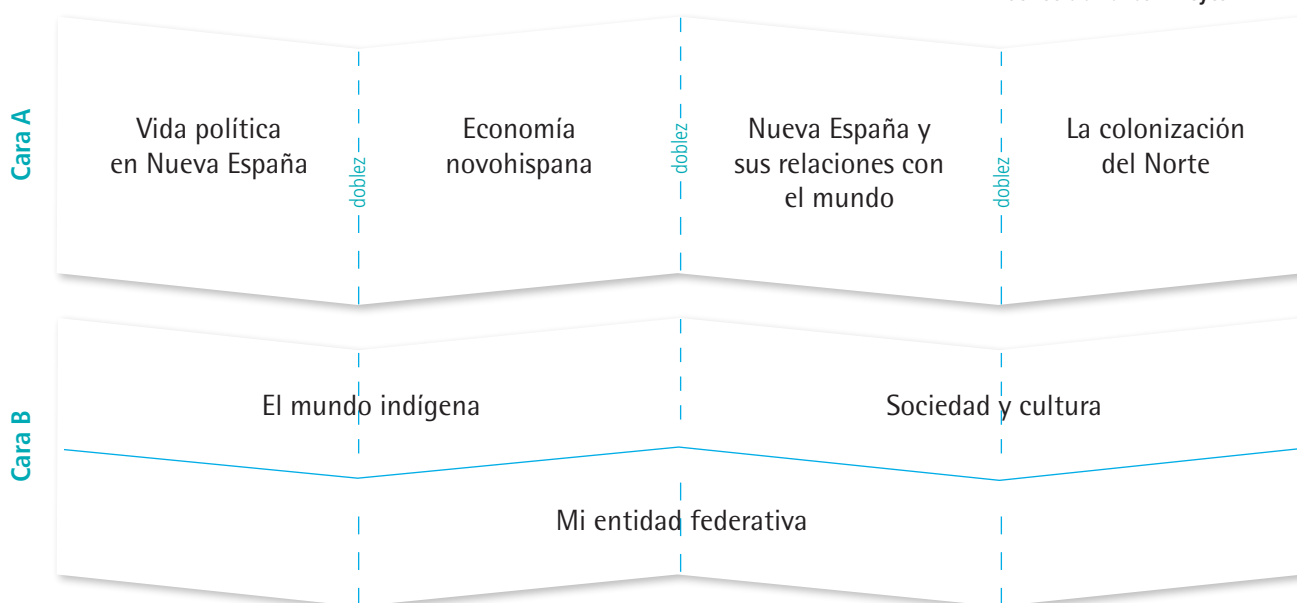 Cara A
Vida política
en Nueva España
doblez
Economía
novohispana
doblez
Nueva España y
sus relaciones con
el mundo
doblez
La colonización
del Norte
Cara B
El mundo indígena
Sociedad y cultura
Mi entidad federativa